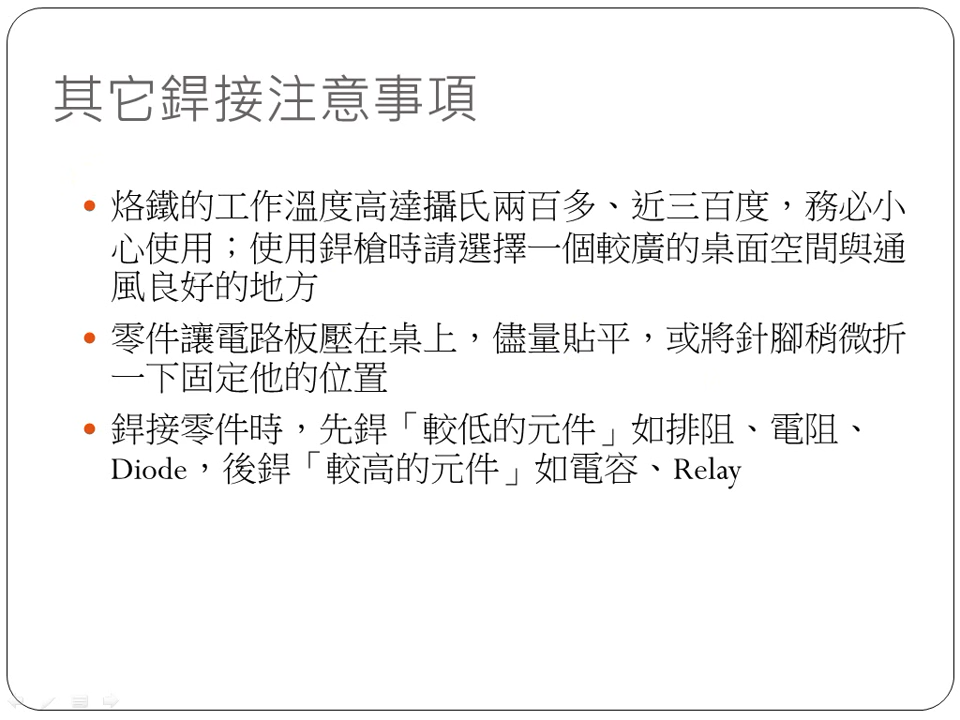 其它銲接注意事項
• 烙鐵的工作溫度高達攝氏兩百多、近三百度，務必小
心使用；使用銲槍時請選擇一個較廣的桌面空間與通
風良好的地方
• 零件讓電路板壓在桌上，儘量貼平，或將針腳稍微折
一下固定他的位置
• 銲接零件時，先銲「較低的元件」如排阻、電阻、
Diode，後銲「較高的元件」如電容、Relay